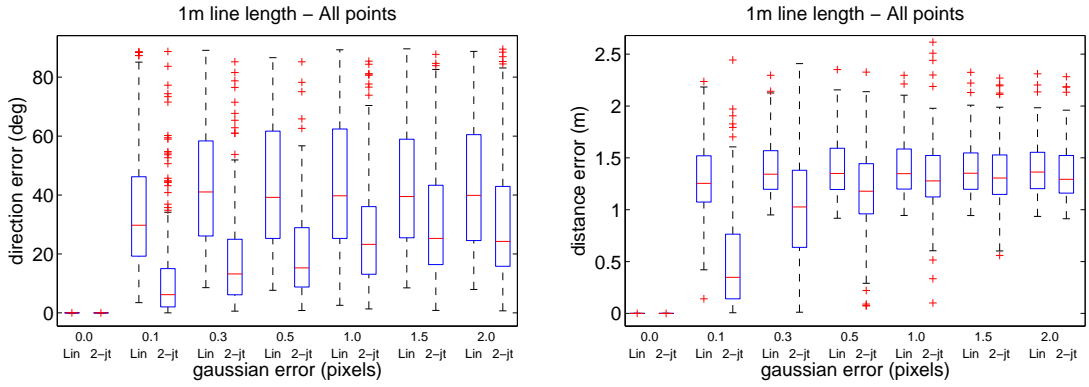 1m line length – All points
direction error (deg)
80
60
40
20
0
0.0 0.1 0.3 0.5 1.0 1.5 2.0
Lin 2-jt Lin 2-jt Lin 2-jt Lin 2-jt Lin 2-jt Lin 2-jt Lin 2-jt
gaussian error (pixels)
1m line length – All points
distance error (m)
2.5
2
1.5
1
0.5
0
0.0 0.1 0.3 0.5 1.0 1.5 2.0
Lin 2-jt Lin 2-jt Lin 2-jt Lin 2-jt Lin 2-jt Lin 2-jt Lin 2-jt
gaussian error (pixels)